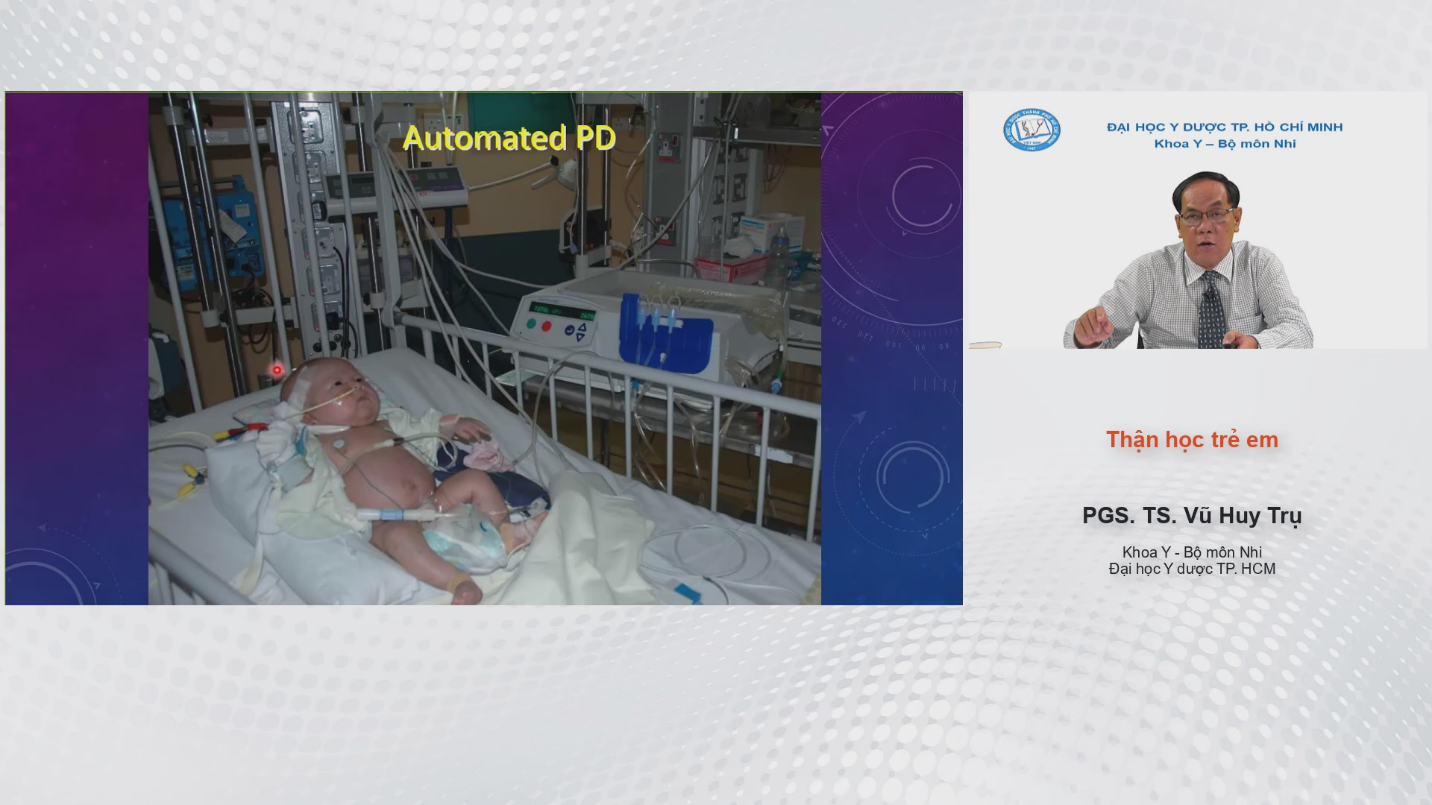 Automated PD
ĐẠI HỌC Y DƯỢC TP. HỒ CHÍ MINH
Khoa Y – Bộ môn Nhi
Thận học trẻ em
PGS. TS. Vũ Huy Trụ
Khoa Y - Bộ môn Nhi
Đại học Y dược TP. HCM